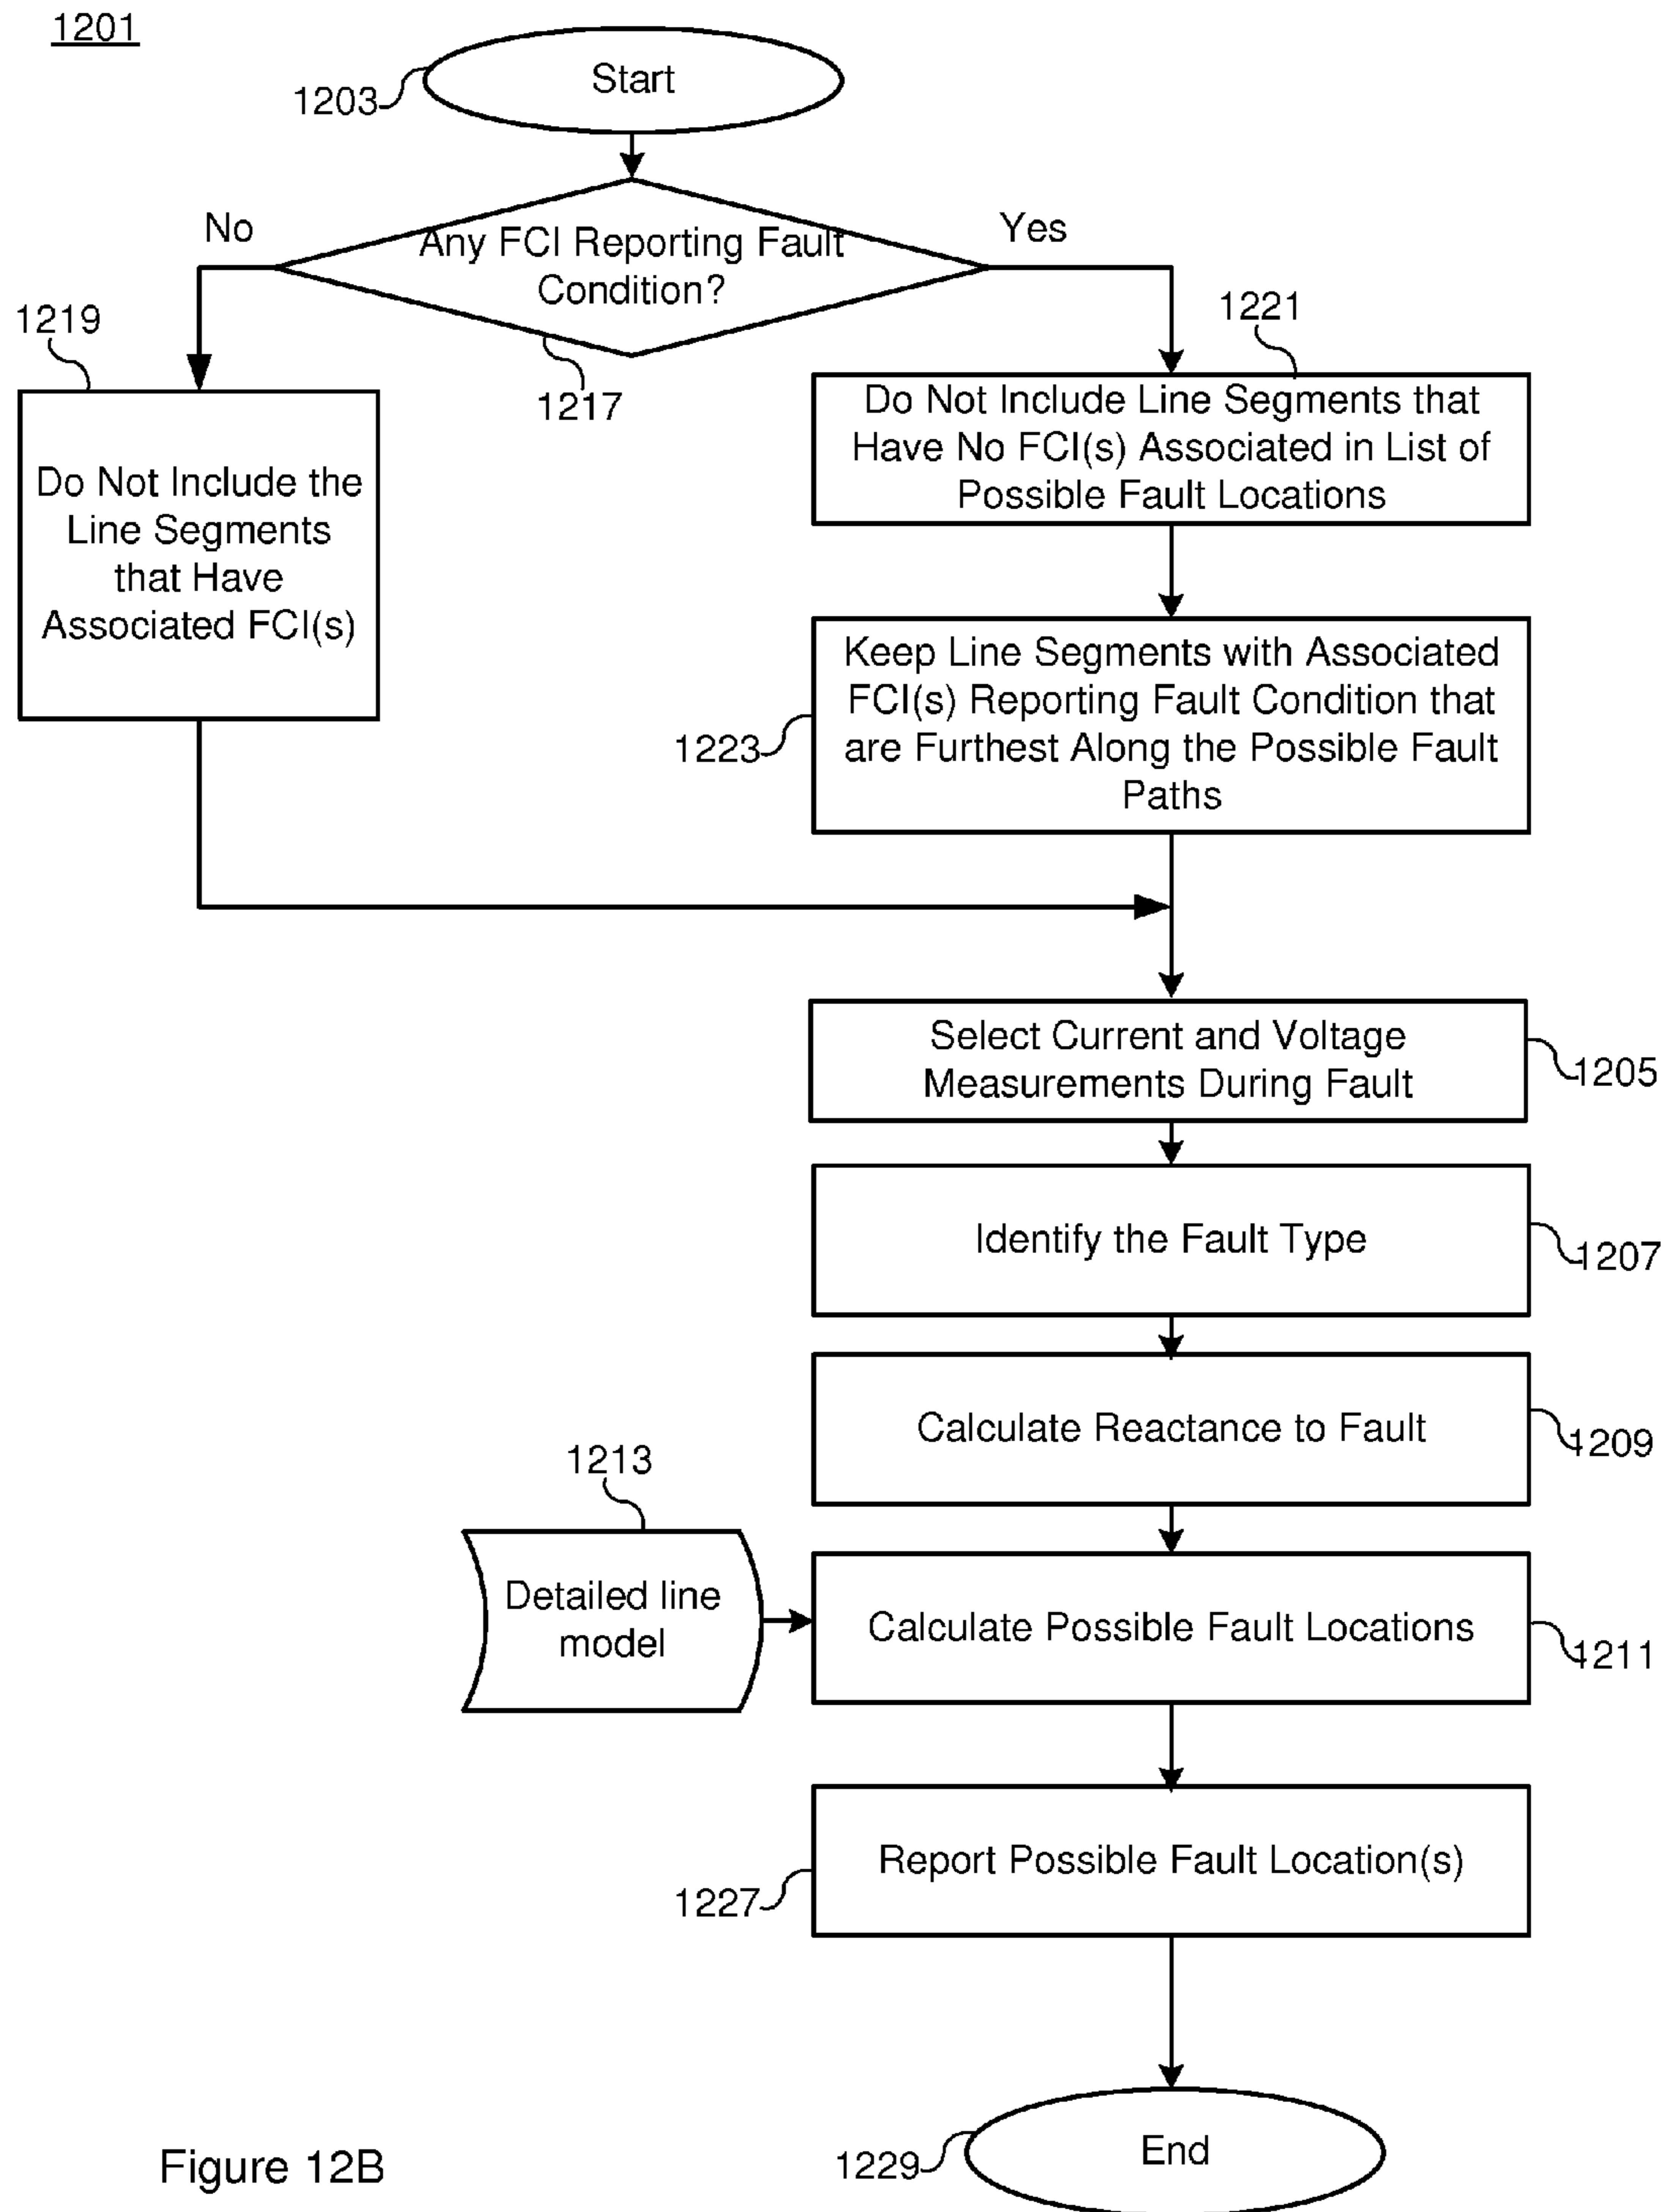 1201
Start
1203
No
Yes
Any FCI Reporting Fault
Condition?
1217
1219
Do Not Include the
Line Segments
that Have
Associated FCI(s)
1221
Do Not Include Line Segments that
Have No FCI(s) Associated in List of
Possible Fault Locations
Keep Line Segments with Associated
FCI(s) Reporting Fault Condition that
are Furthest Along the Possible Fault
Paths
1223
Select Current and Voltage
Measurements During Fault
1205
Identify the Fault Type
1207
Calculate Reactance to Fault
1209
1213
Detailed line
model
Calculate Possible Fault Locations
1211
Report Possible Fault Location(s)
1227
End
1229
Figure 12B